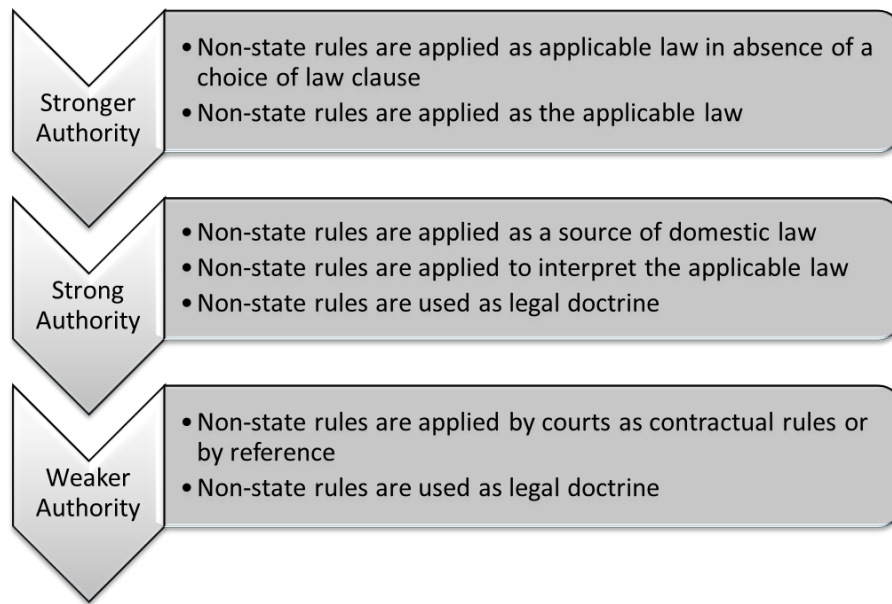 Stronger
Authority
• Non-state rules are applied as applicable law in absence of a
choice of law clause
• Non-state rules are applied as the applicable law
Strong
Authority
• Non-state rules are applied as a source of domestic law
• Non-state rules are applied to interpret the applicable law
• Non-state rules are used as legal doctrine
Weaker
Authority
• Non-state rules are applied by courts as contractual rules or
by reference
• Non-state rules are used as legal doctrine